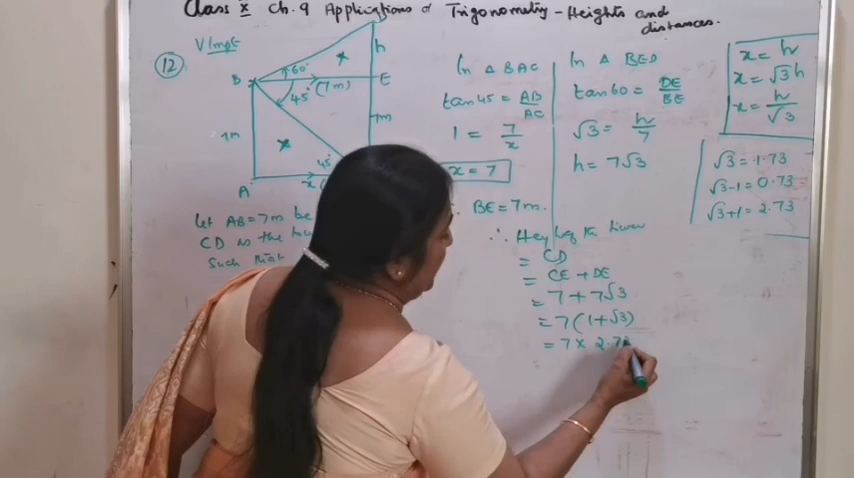 Class X Ch.9 Applications of Trigonometry - Heights and
distances.
V Impt
12
h
60°
B
E
45°
(7m)
7m
7m
45°
A
x
Let AB=7m be
CD is the
Such that
In Δ BAC
tan45 = AB/AC
1 = 7/x
x = 7
∴ BE=7m.
In Δ BED
tan60 = DE/BE
√3 = h/7
h = 7√3
∴ Height of the tower
= CD
= CE + DE
= 7 + 7√3
= 7(1+√3)
= 7 × 2.73
x = h
x = √3h
x = h/√3
√3 = 1.73
√3-1 = 0.73
√3+1 = 2.73